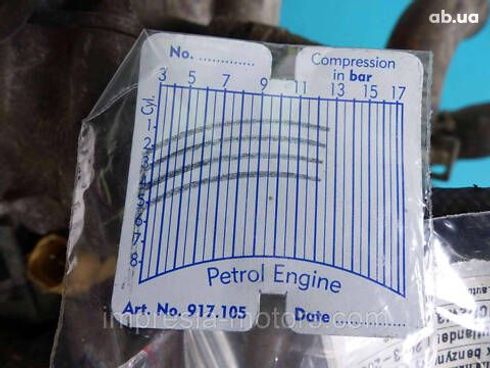 ab.ua
No. ............
Compression
in bar
3 5 7 9 11 13 15 17
Cyl.
1
2
3
4
5
6
7
8
Petrol Engine
Art. No. 917.105
Date ............
impresia-motors.com